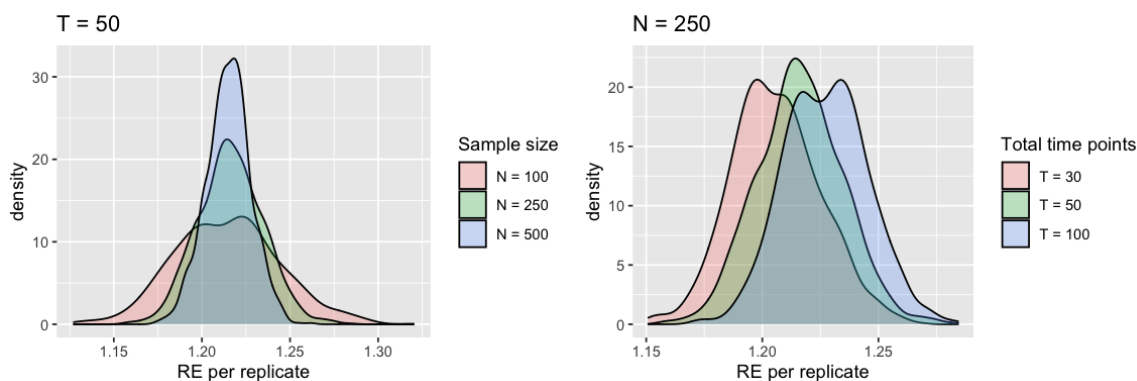 T = 50
density
30
20
10
0
1.15 1.20 1.25 1.30
RE per replicate
Sample size
N = 100
N = 250
N = 500
N = 250
density
20
15
10
5
0
1.15 1.20 1.25
RE per replicate
Total time points
T = 30
T = 50
T = 100